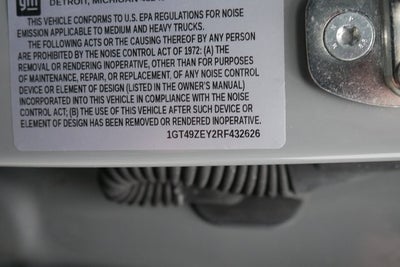 gm
DETROIT, MICHIGAN
THIS VEHICLE CONFORMS TO U.S. EPA REGULATIONS FOR NOISE
EMISSION APPLICABLE TO MEDIUM AND HEAVY TRUCKS.
THE FOLLOWING ACTS OR THE CAUSING THEREOF BY ANY PERSON
ARE PROHIBITED BY THE NOISE CONTROL ACT OF 1972: (A) THE
REMOVAL OR RENDERING INOPERATIVE, OTHER THAN FOR PURPOSES
OF MAINTENANCE, REPAIR, OR REPLACEMENT, OF ANY NOISE CONTROL
DEVICE OR ELEMENT OF DESIGN (LISTED IN THE OWNER'S MANUAL)
INCORPORATED INTO THIS VEHICLE IN COMPLIANCE WITH THE NOISE
CONTROL ACT; (B) THE USE OF THIS VEHICLE AFTER SUCH DEVICE OR
ELEMENT OF DESIGN HAS BEEN REMOVED OR RENDERED INOPERATIVE.
1GT49ZEY2RF432626